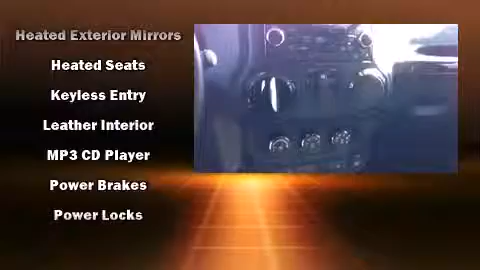 Heated Exterior Mirrors
Heated Seats
Keyless Entry
Leather Interior
MP3 CD Player
Power Brakes
Power Locks